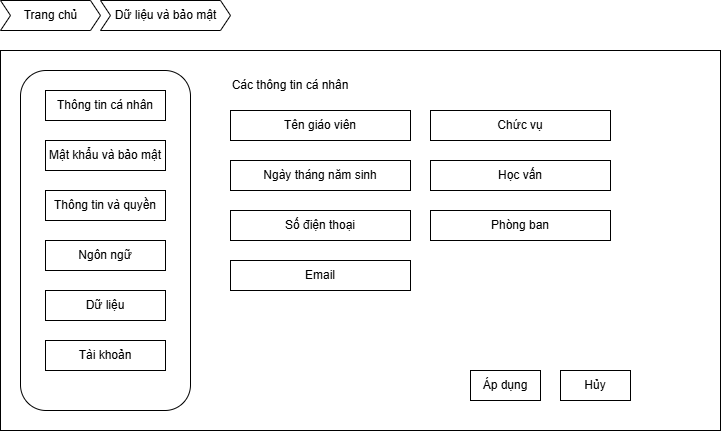 Trang chủ
Dữ liệu và bảo mật
Thông tin cá nhân
Mật khẩu và bảo mật
Thông tin và quyền
Ngôn ngữ
Dữ liệu
Tài khoản
Các thông tin cá nhân
Tên giáo viên
Chức vụ
Ngày tháng năm sinh
Học vấn
Số điện thoại
Phòng ban
Email
Áp dụng
Hủy